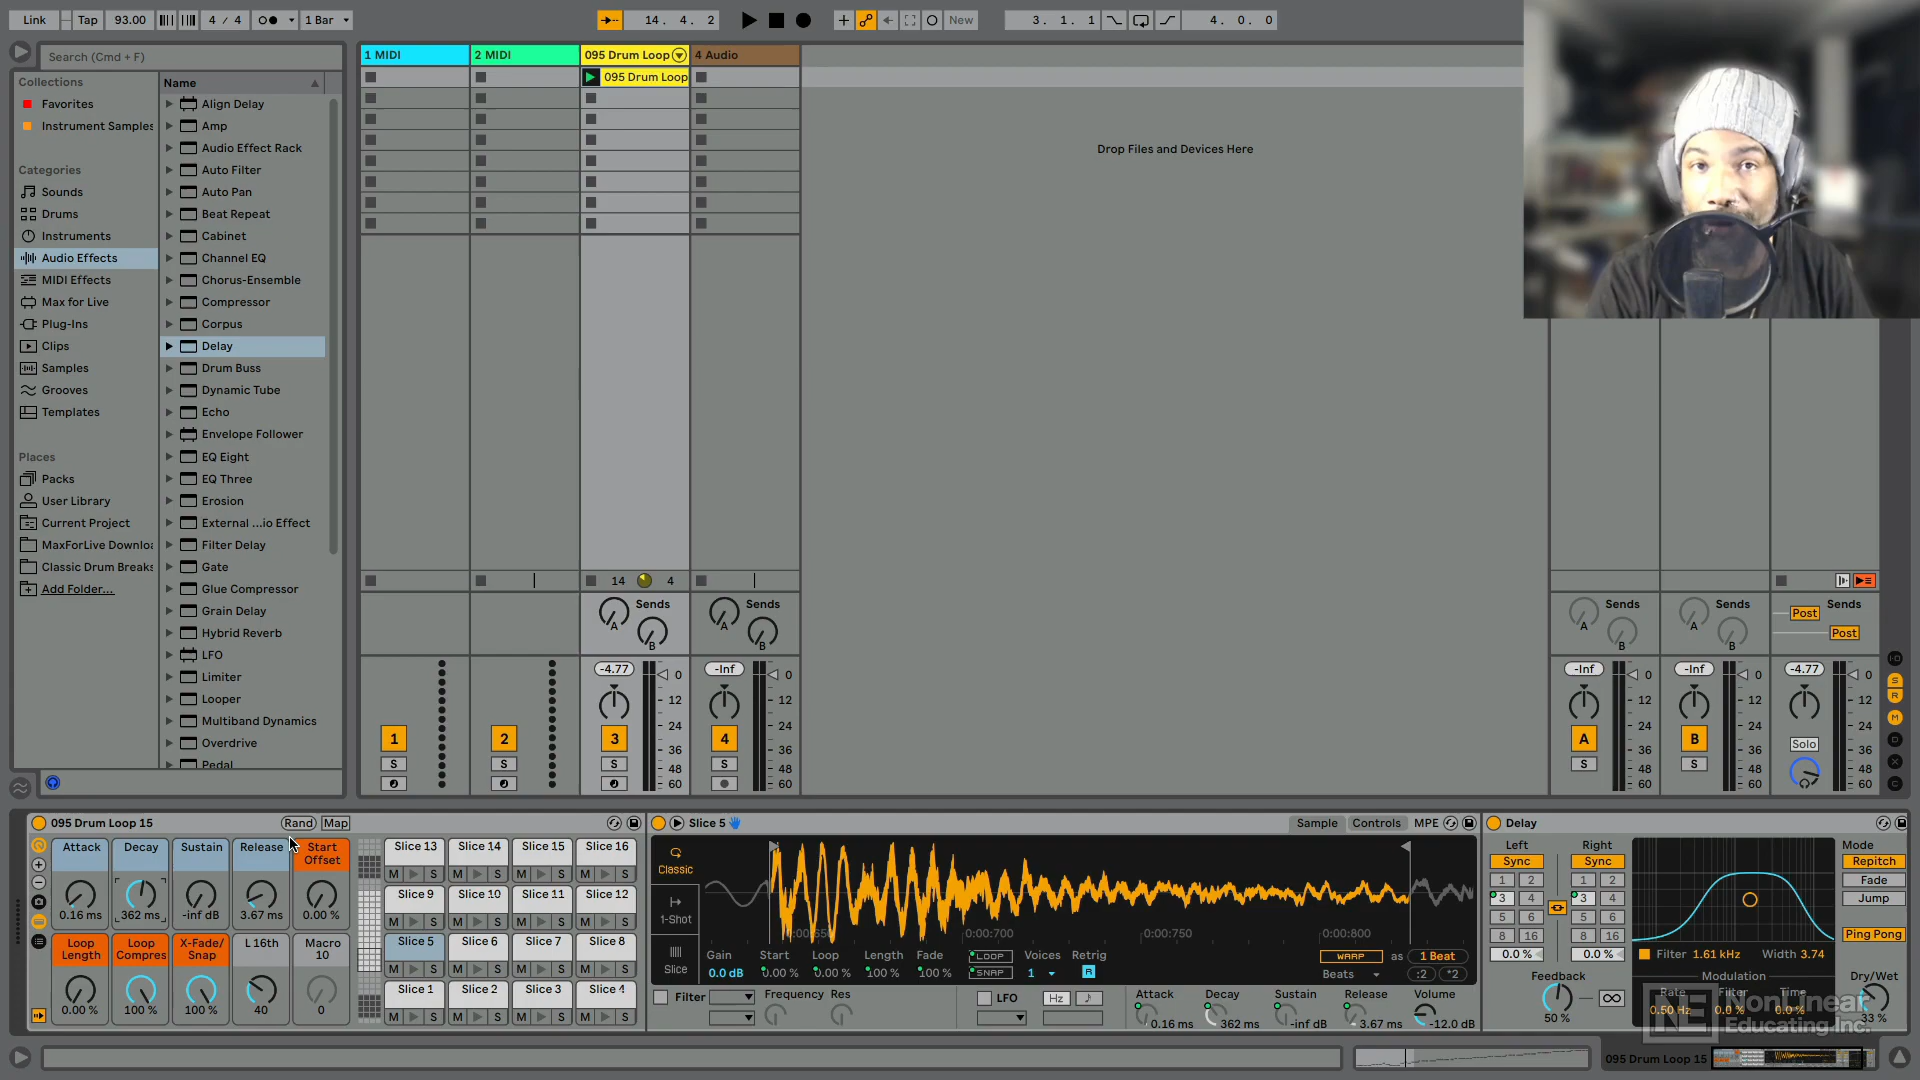 Link Tap 93.00 4 / 4 1 Bar 14. 4. 2 New 3. 1. 1 4. 0. 0
Search (Cmd + F)
Collections
Favorites
Instrument Samples
Categories
Sounds
Drums
Instruments
Audio Effects
MIDI Effects
Max for Live
Plug-Ins
Clips
Samples
Grooves
Templates
Places
Packs
User Library
Current Project
MaxForLive Downloa
Classic Drum Breaks
Add Folder...
Name
Align Delay
Amp
Audio Effect Rack
Auto Filter
Auto Pan
Beat Repeat
Cabinet
Channel EQ
Chorus-Ensemble
Compressor
Corpus
Delay
Drum Buss
Dynamic Tube
Echo
Envelope Follower
EQ Eight
EQ Three
Erosion
External ...io Effect
Filter Delay
Gate
Glue Compressor
Grain Delay
Hybrid Reverb
LFO
Limiter
Looper
Multiband Dynamics
Overdrive
Pedal
1 MIDI 2 MIDI 095 Drum Loop 4 Audio
095 Drum Loop
Drop Files and Devices Here
14 4
Sends Sends Sends Sends Sends
A B A B A B A B Post Post
-4.77 -Inf -Inf -Inf -4.77
0 12 24 36 48 60
0 12 24 36 48 60
0 12 24 36 48 60
0 12 24 36 48 60
0 12 24 36 48 60
1 2 3 4 A B Solo
S S S S S S
095 Drum Loop 15 Rand Map
Attack Decay Sustain Release Start Offset
0.16 ms 362 ms -inf dB 3.67 ms 0.00 %
Loop Length Loop Compres X-Fade/ Snap L 16th Macro 10
0.00 % 100 % 100 % 40 0
Slice 13 Slice 14 Slice 15 Slice 16
M S M S M S M S
Slice 9 Slice 10 Slice 11 Slice 12
M S M S M S M S
Slice 5 Slice 6 Slice 7 Slice 8
M S M S M S M S
Slice 1 Slice 2 Slice 3 Slice 4
M S M S M S M S
Slice 5 Sample Controls MPE
Classic
1-Shot
Slice
0:00:700 0:00:750 0:00:800
Gain Start Loop Length Fade LOOP Voices Retrig WARP as 1 Beat
0.0 dB 0.00 % 0.00 % 100 % 100 % SNAP 1 R Beats :2 *2
Filter Frequency Res LFO Hz Attack Decay Sustain Release Volume
0.16 ms 362 ms -inf dB 3.67 ms -12.0 dB
Delay
Left Right
Sync Sync
1 2 1 2
3 4 3 4
5 6 5 6
8 16 8 16
0.0 % 0.0 %
Feedback
50 %
Filter 1.61 kHz Width 3.74
Modulation
Rate Filter Time
0.50 Hz 0.0 % 0.0 %
Mode
Repitch
Fade
Jump
Ping Pong
Dry/Wet
33 %
NonLinear
Educating Inc.
095 Drum Loop 15